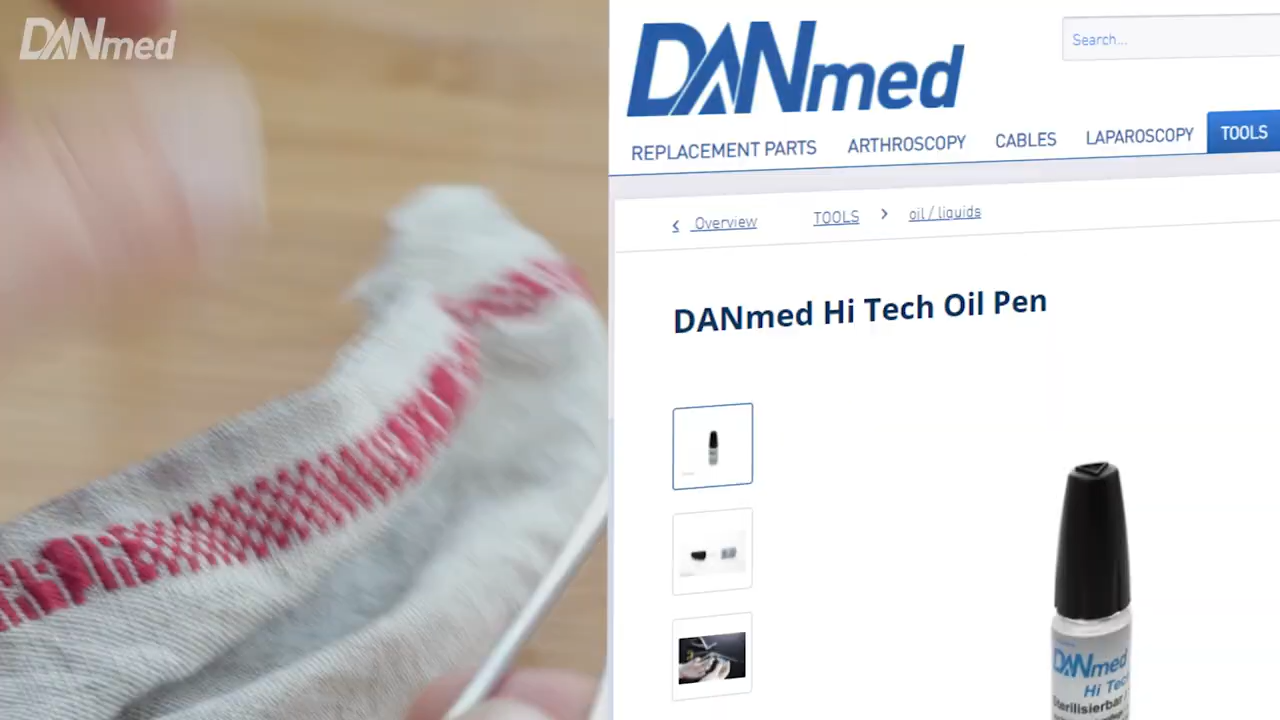 DANmed
DANmed
Search...
REPLACEMENT PARTS ARTHROSCOPY CABLES LAPAROSCOPY TOOLS
Overview TOOLS oil / liquids
DANmed Hi Tech Oil Pen
DANmed
Hi